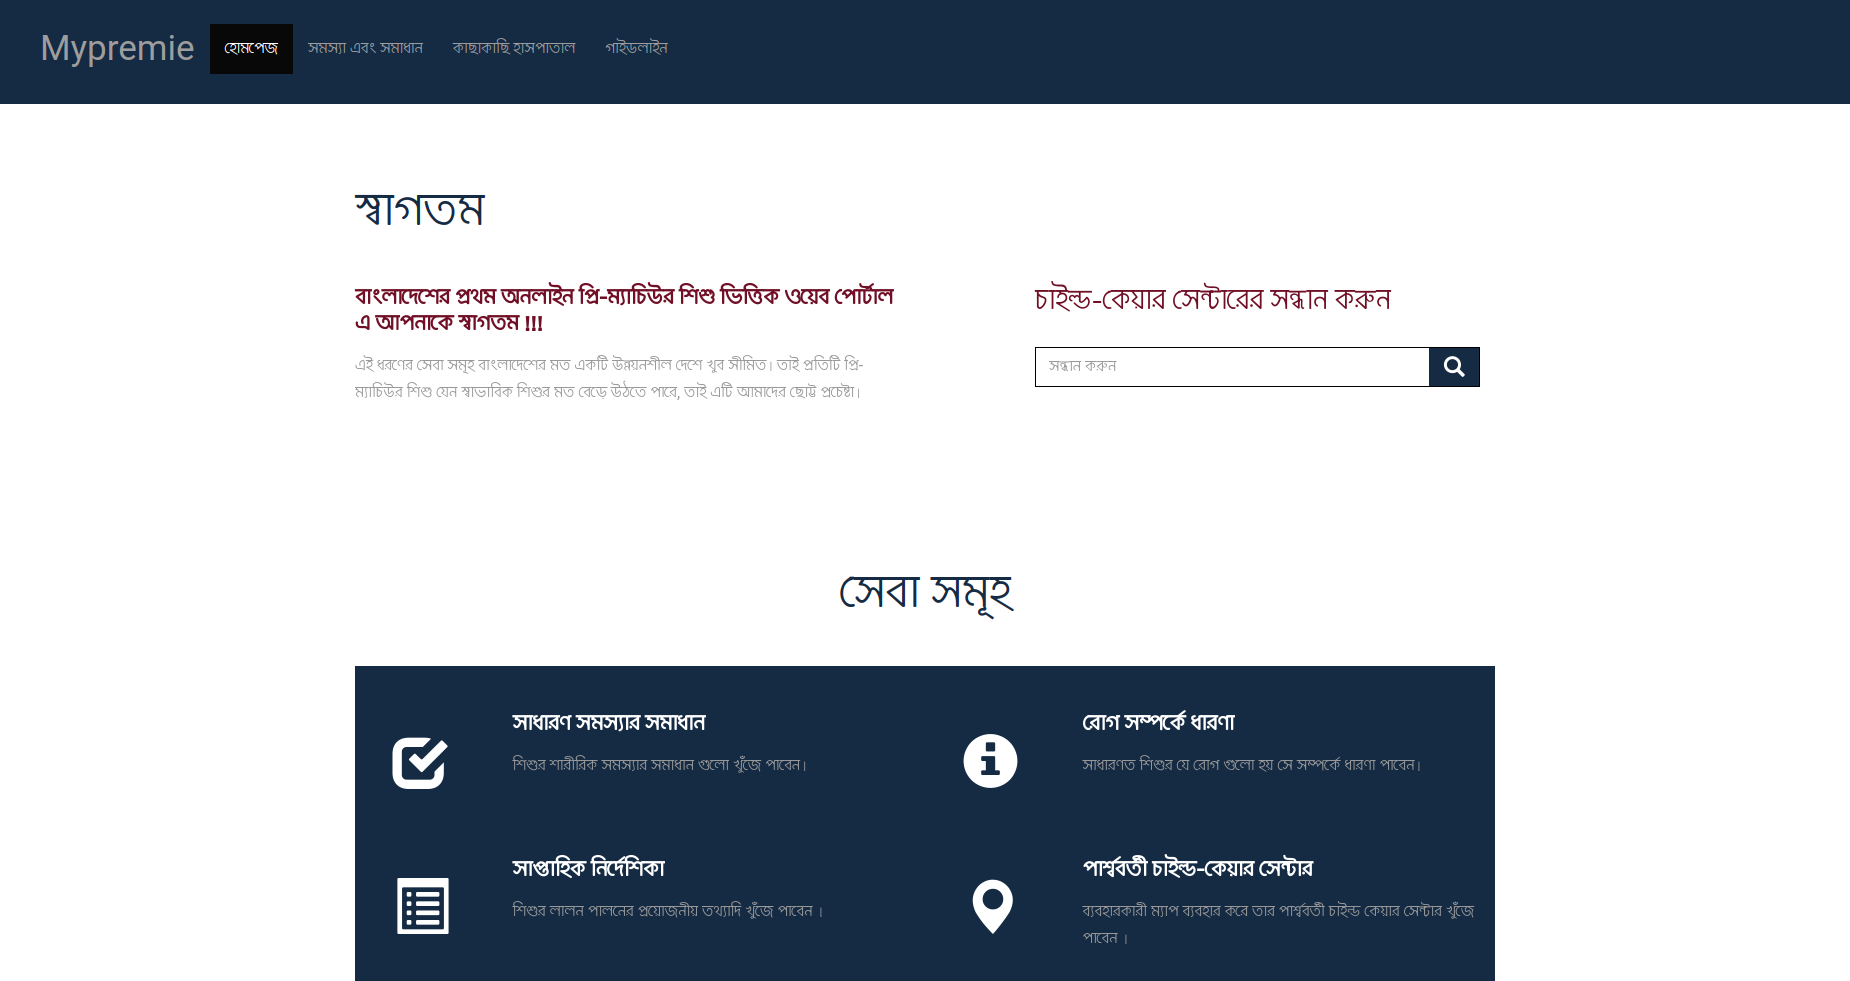 Mypremie হোমপেজ সমস্যা এবং সমাধান কাছাকাছি হাসপাতাল গাইডলাইন
স্বাগতম
বাংলাদেশের প্রথম অনলাইন প্রি-ম্যাচিউর শিশু ভিত্তিক ওয়েব পোর্টাল
এ আপনাকে স্বাগতম !!!
এই ধরণের সেবা সমূহ বাংলাদেশের মত একটি উন্নয়নশীল দেশে খুব সীমিত। তাই প্রতিটি প্রি-
ম্যাচিউর শিশু যেন স্বাভাবিক শিশুর মত বেড়ে উঠতে পারে, তাই এটি আমাদের ছোট্ট প্রচেষ্টা।
চাইল্ড-কেয়ার সেন্টারের সন্ধান করুন
সন্ধান করুন
সেবা সমূহ
সাধারণ সমস্যার সমাধান
শিশুর শারীরিক সমস্যার সমাধান গুলো খুঁজে পাবেন।
রোগ সম্পর্কে ধারণা
সাধারণত শিশুর যে রোগ গুলো হয় সে সম্পর্কে ধারণা পাবেন।
সাপ্তাহিক নির্দেশিকা
শিশুর লালন পালনের প্রয়োজনীয় তথ্যাদি খুঁজে পাবেন ।
পার্শ্ববর্তী চাইল্ড-কেয়ার সেন্টার
ব্যবহারকারী ম্যাপ ব্যবহার করে তার পার্শ্ববর্তী চাইল্ড কেয়ার সেন্টার খুঁজে
পাবেন ।